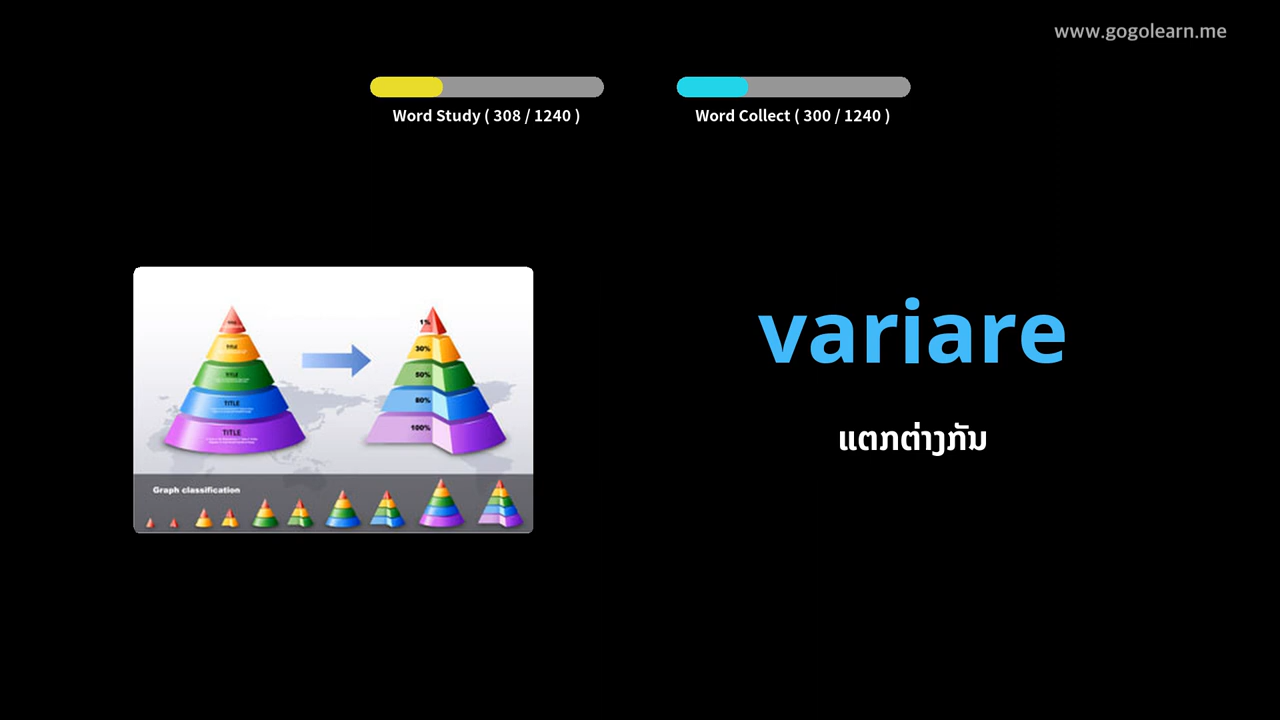 www.gogolearn.me
Word Study ( 308 / 1240 )
Word Collect ( 300 / 1240 )
variare
ແຕກຕ່າງກັນ
TITLE
TITLE
TITLE
TITLE
1%
30%
50%
80%
100%
Graph classification